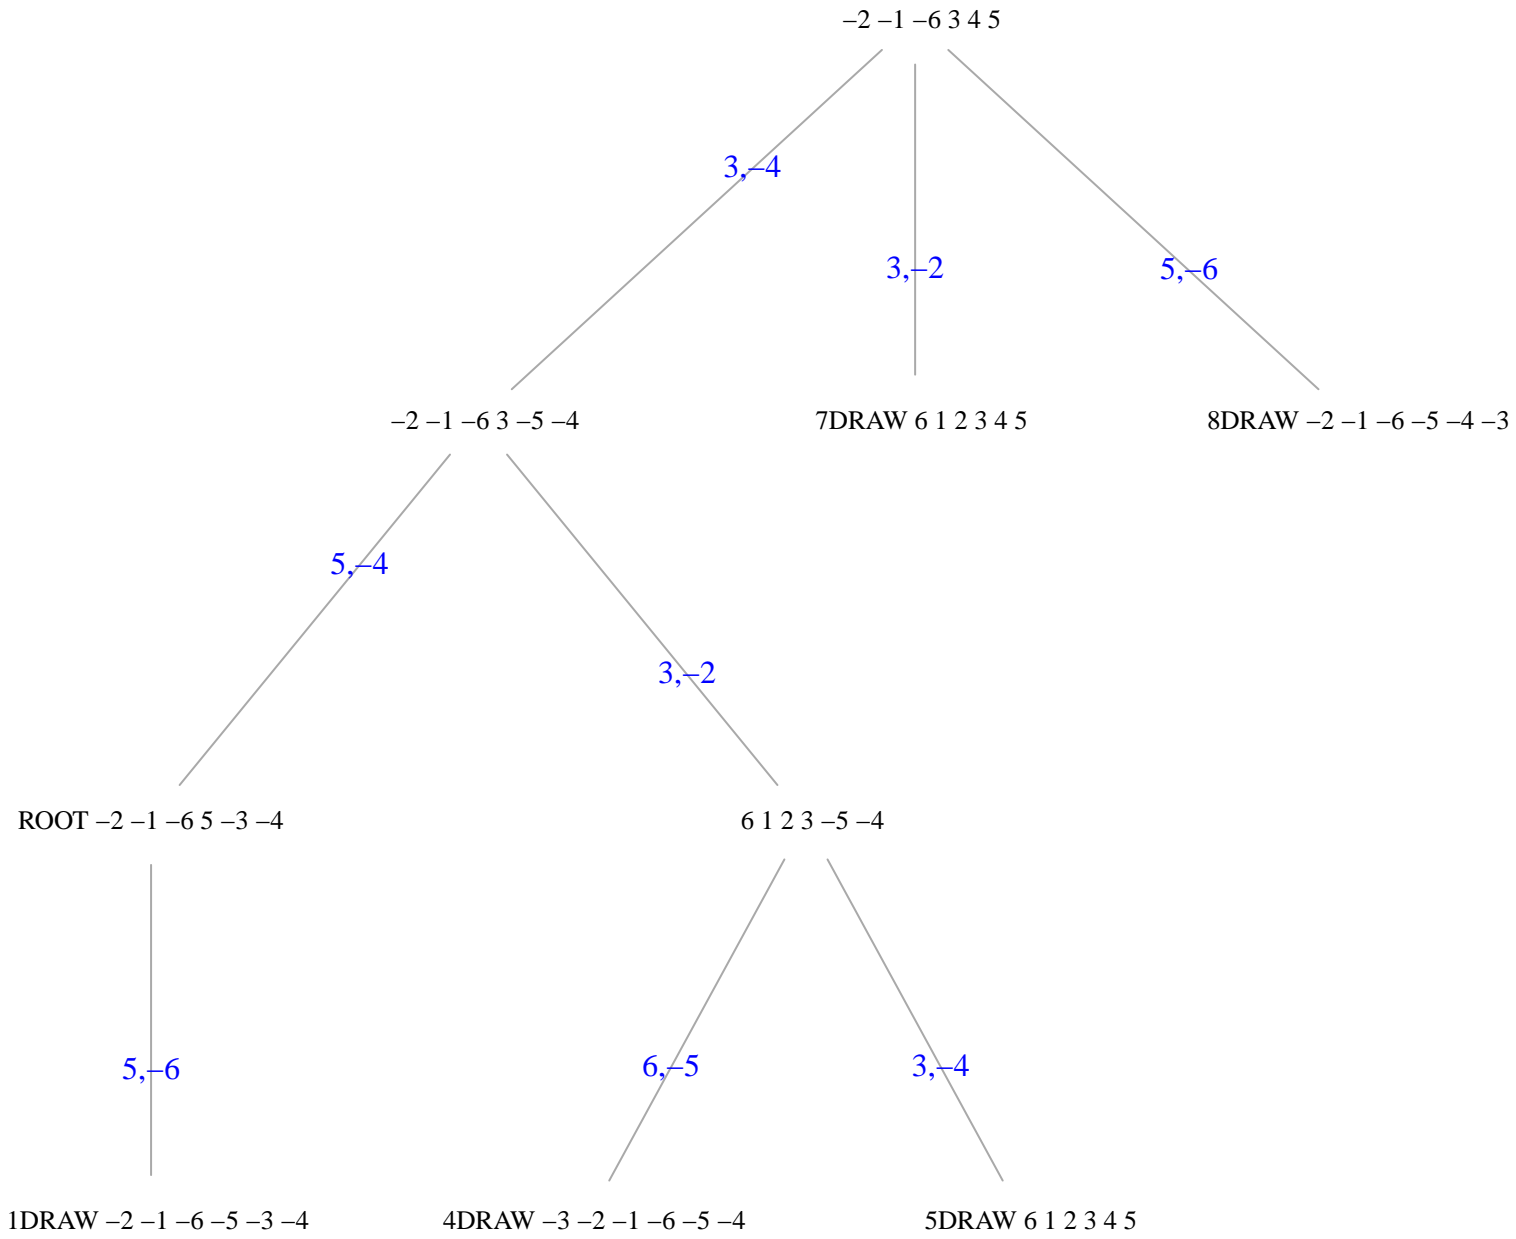 –2 –1 –6 3 4 5
3,–4
3,–2
5,–6
–2 –1 –6 3 –5 –4
7DRAW 6 1 2 3 4 5
8DRAW –2 –1 –6 –5 –4 –3
5,–4
3,–2
ROOT –2 –1 –6 5 –3 –4
6 1 2 3 –5 –4
5,–6
6,–5
3,–4
1DRAW –2 –1 –6 –5 –3 –4
4DRAW –3 –2 –1 –6 –5 –4
5DRAW 6 1 2 3 4 5